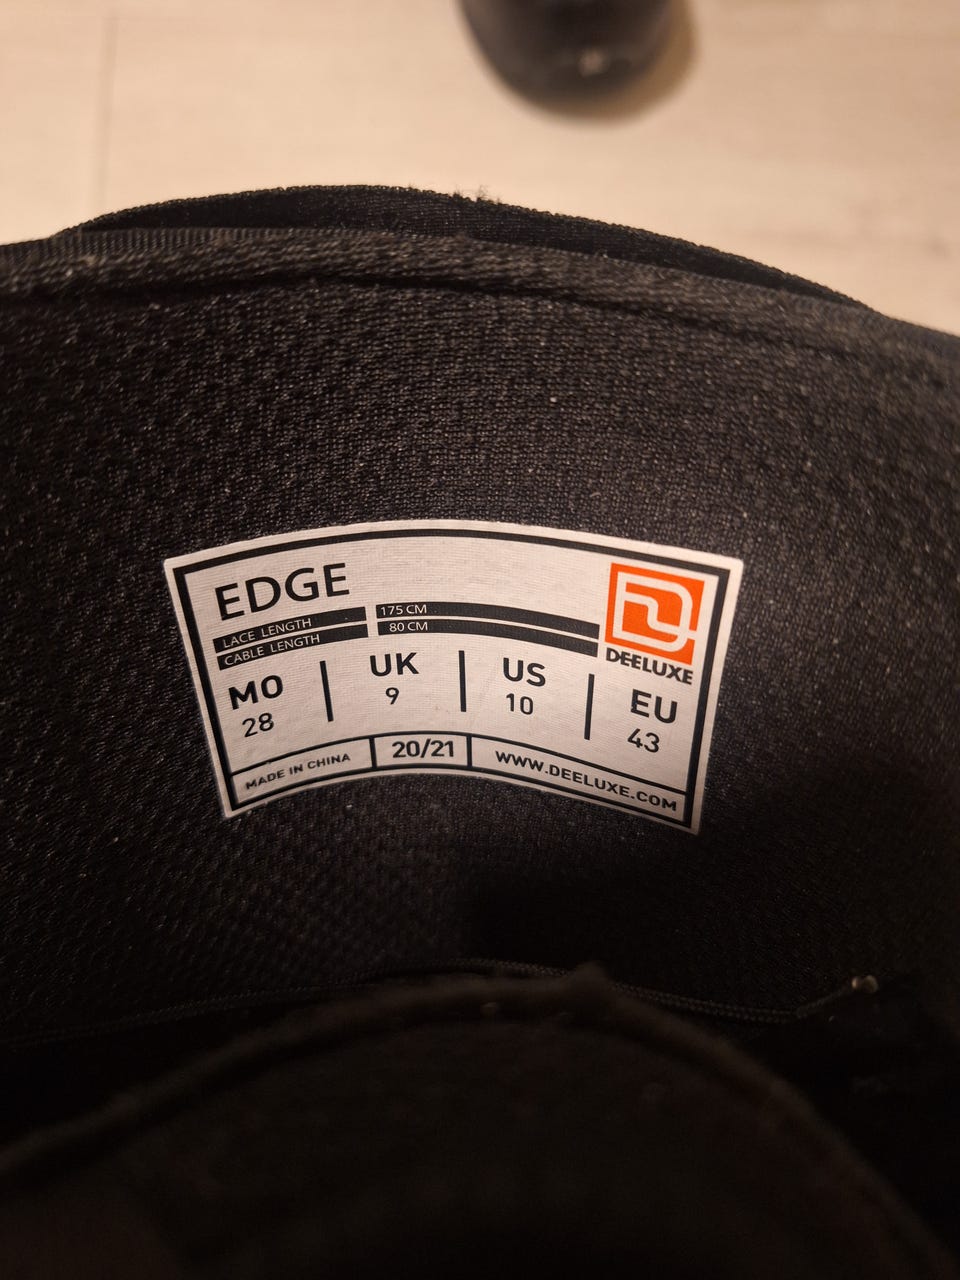 EDGE
LACE LENGTH 175 CM
CABLE LENGTH 80 CM
DEELUXE
MO UK US EU
28 9 10 43
MADE IN CHINA 20/21 WWW.DEELUXE.COM